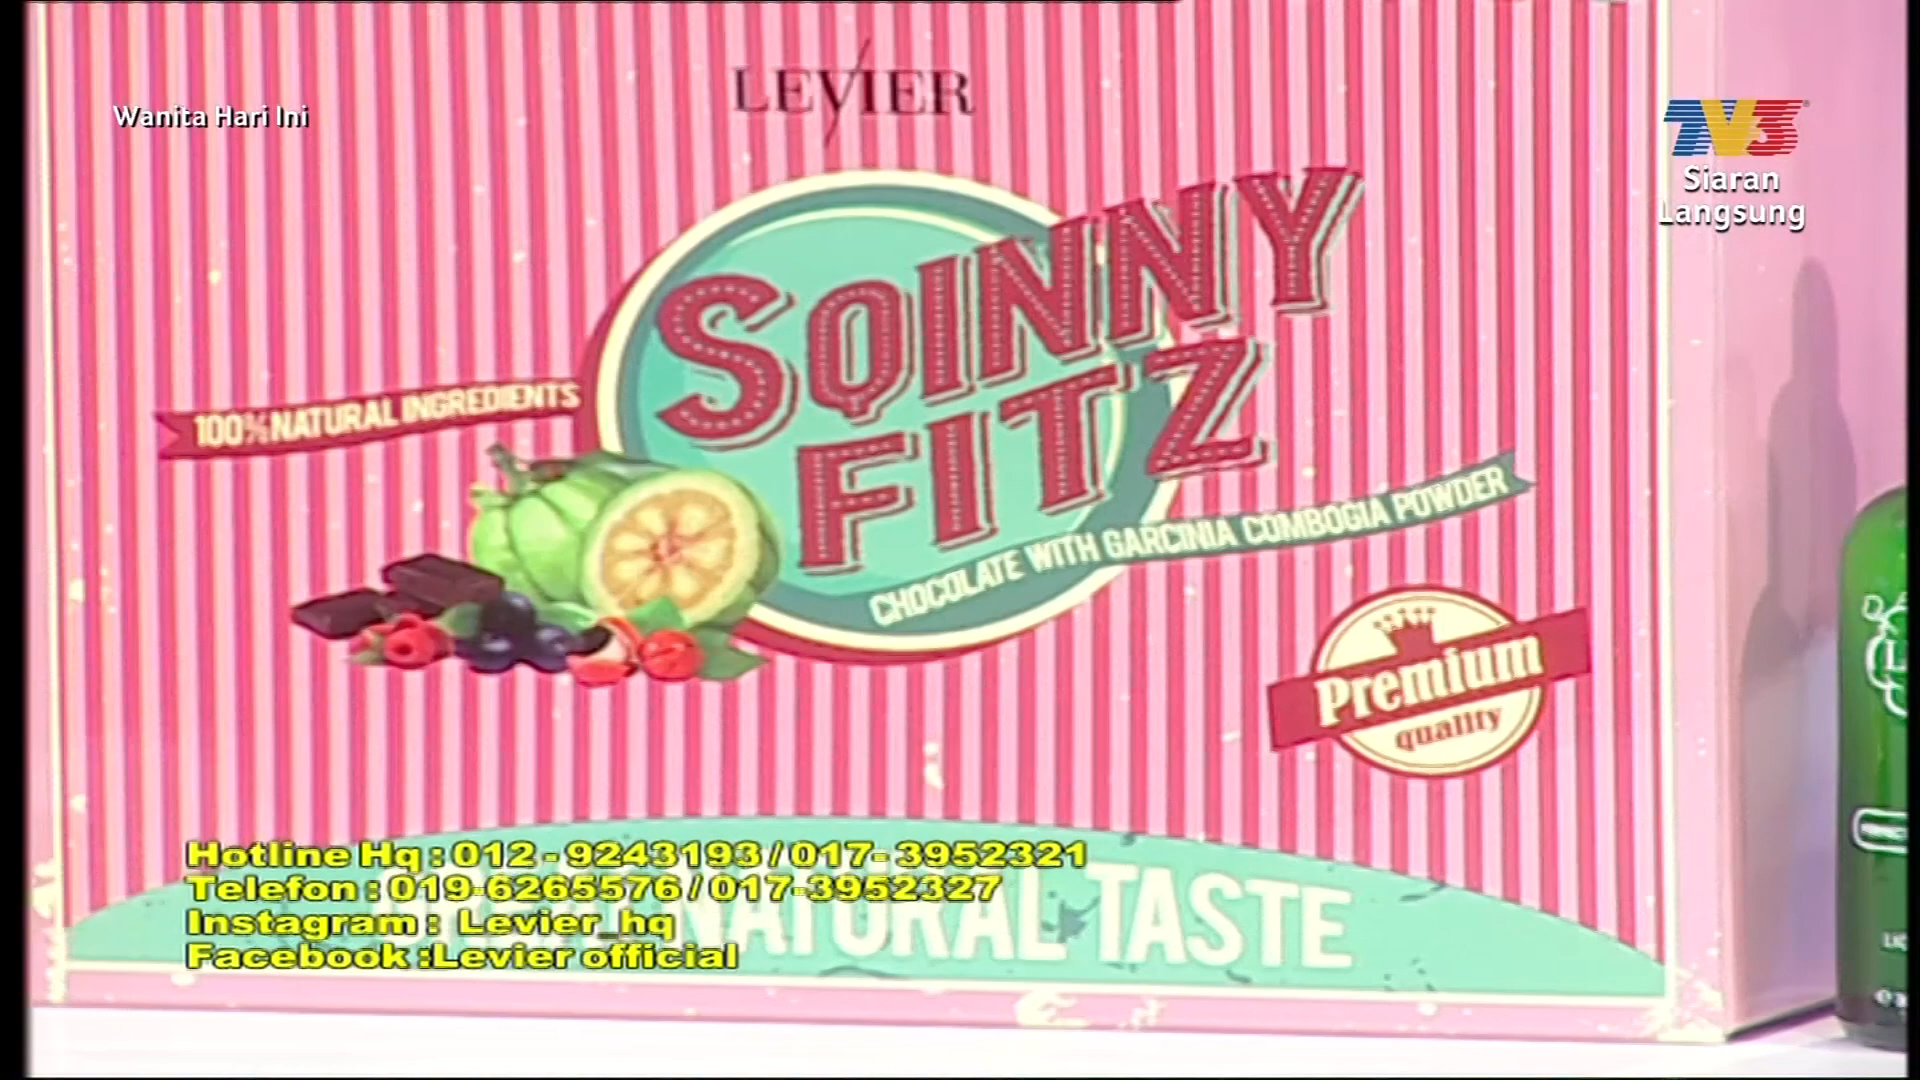 Wanita Hari Ini
LEVIER
TV3
Siaran
Langsung
SQINNY
FITZ
100% NATURAL INGREDIENTS
CHOCOLATE WITH GARCINIA COMBOGIA POWDER
Premium
quality
Hotline Hq : 012 - 9243193 / 017- 3952321
Telefon : 019-6265576 / 017-3952327
Instagram : Levier_hq
Facebook :Levier official
NATURAL TASTE